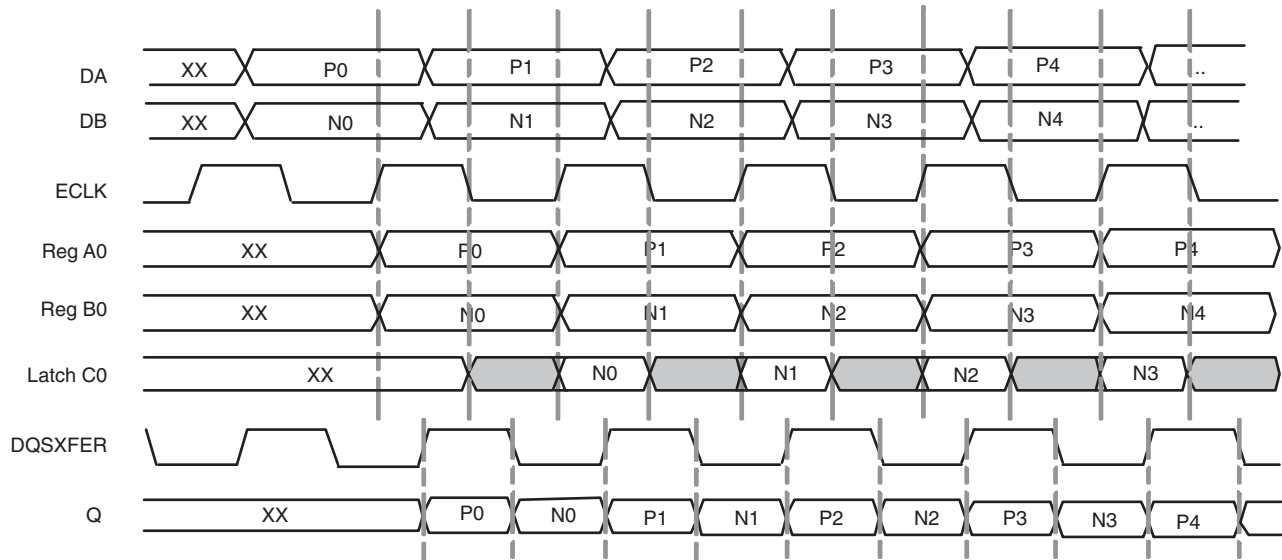 DA XX P0 P1 P2 P3 P4 ..
DB XX N0 N1 N2 N3 N4 ..
ECLK
Reg A0 XX P0 P1 P2 P3 P4
Reg B0 XX N0 N1 N2 N3 N4
Latch C0 XX N0 N1 N2 N3
DQSXFER
Q XX P0 N0 P1 N1 P2 N2 P3 N3 P4